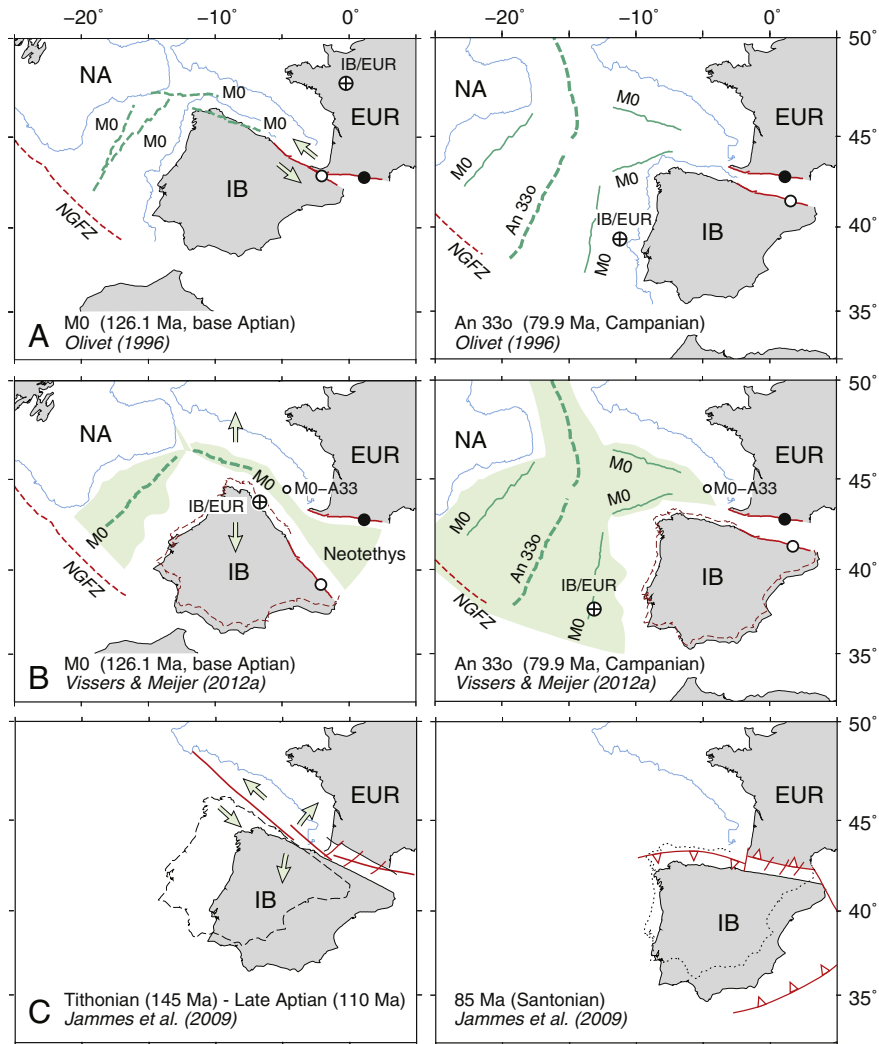 −20˚ −10˚ 0˚ −20˚ −10˚ 0˚
50˚
NA
IB/EUR
EUR
M0
M0
M0
M0
IB
NGFZ
A
M0 (126.1 Ma, base Aptian)
Olivet (1996)
NA
EUR
M0
M0
An 33o
M0
IB/EUR
M0
IB
NGFZ
45˚
40˚
35˚
An 33o (79.9 Ma, Campanian)
Olivet (1996)
50˚
NA
EUR
M0
M0−A33
IB/EUR
M0
Neotethys
IB
NGFZ
B
M0 (126.1 Ma, base Aptian)
Vissers & Meijer (2012a)
NA
EUR
M0
M0−A33
M0
M0
An 33o
IB/EUR
M0
IB
NGFZ
45˚
40˚
35˚
An 33o (79.9 Ma, Campanian)
Vissers & Meijer (2012a)
50˚
EUR
IB
C
Tithonian (145 Ma) - Late Aptian (110 Ma)
Jammes et al. (2009)
EUR
IB
45˚
40˚
35˚
85 Ma (Santonian)
Jammes et al. (2009)